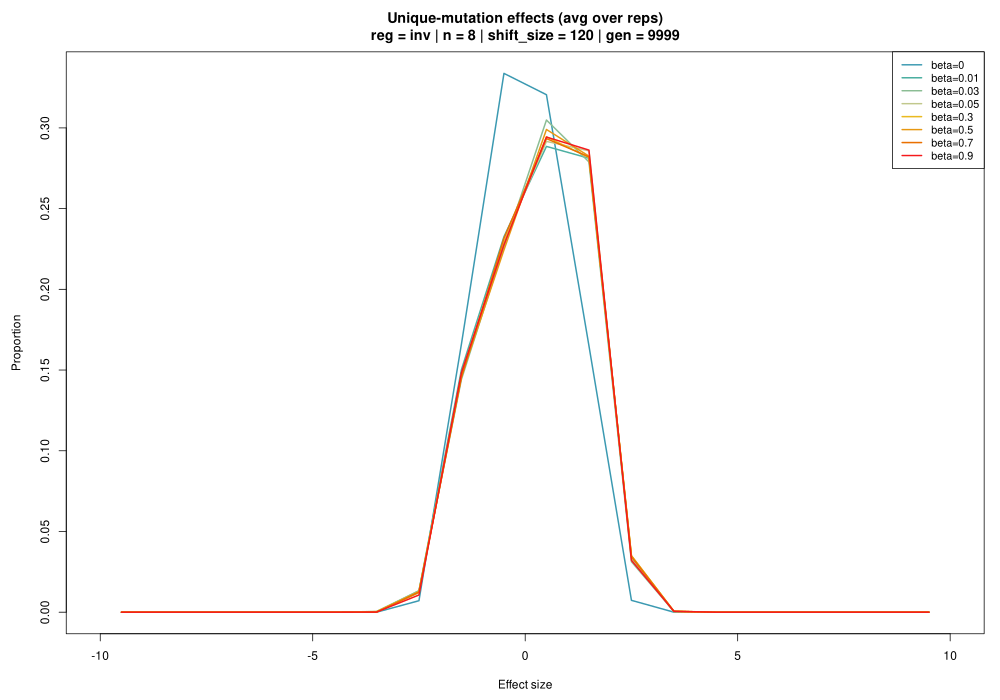 Unique-mutation effects (avg over reps)
reg = inv | n = 8 | shift_size = 120 | gen = 9999
beta=0
beta=0.01
beta=0.03
beta=0.05
beta=0.3
beta=0.5
beta=0.7
beta=0.9
Proportion
0.30
0.25
0.20
0.15
0.10
0.05
0.00
-10
-5
0
5
10
Effect size